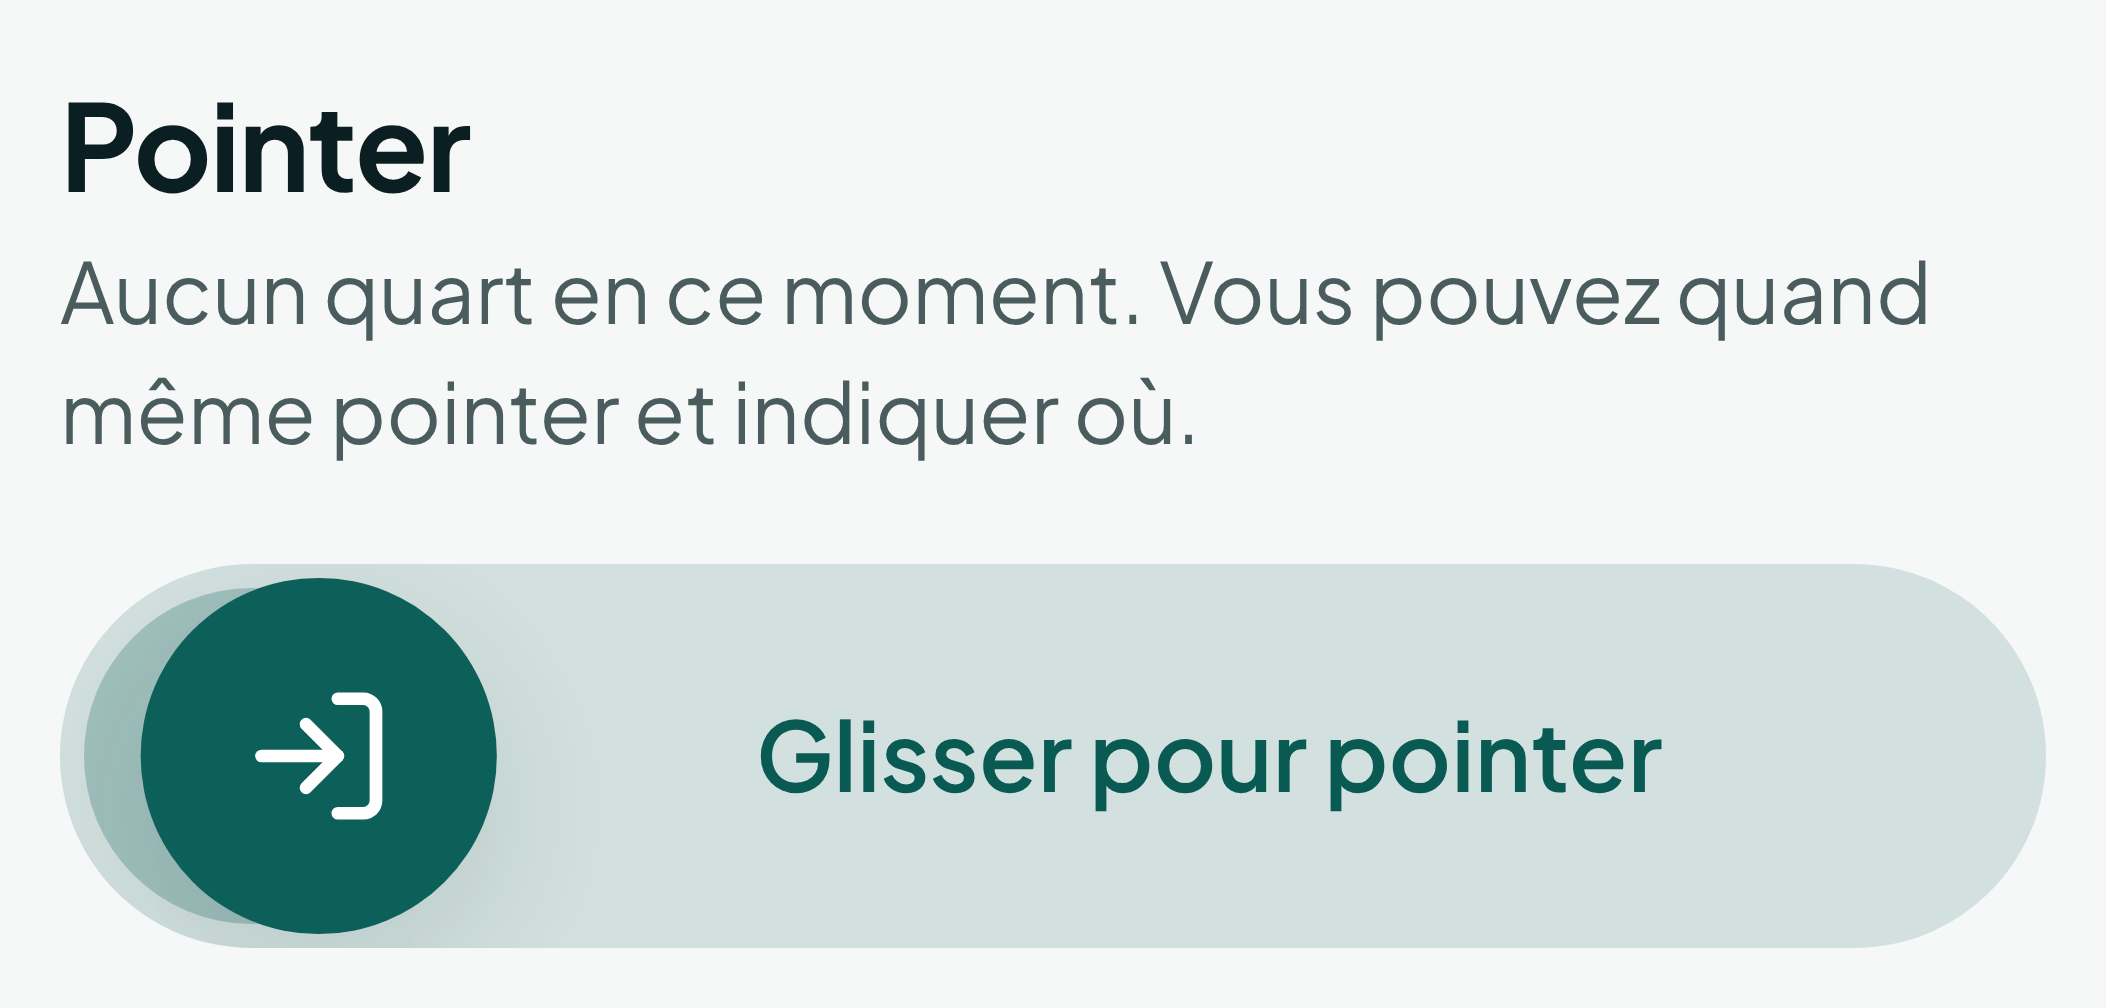 Pointer
Aucun quart en ce moment. Vous pouvez quand
même pointer et indiquer où.
Glisser pour pointer